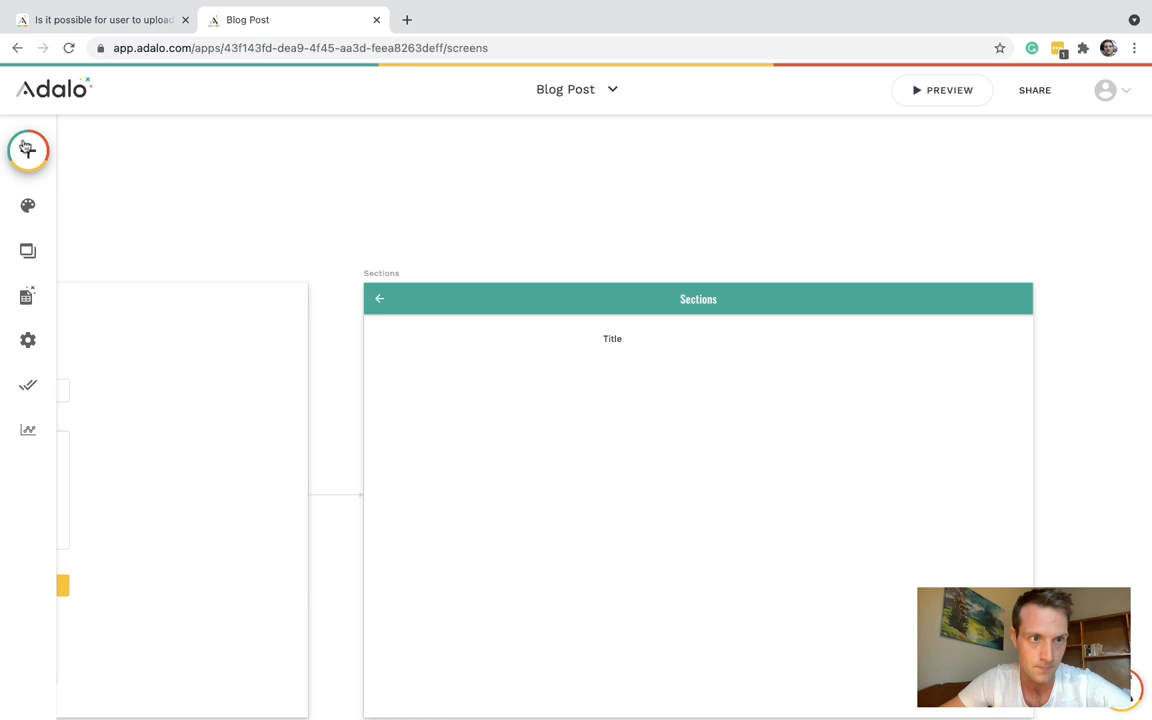 Is it possible for user to upload
Blog Post
app.adalo.com/apps/43f143fd-dea9-4f45-aa3d-feea8263deff/screens
1
Adalo
Blog Post
PREVIEW
SHARE
Sections
Sections
Title